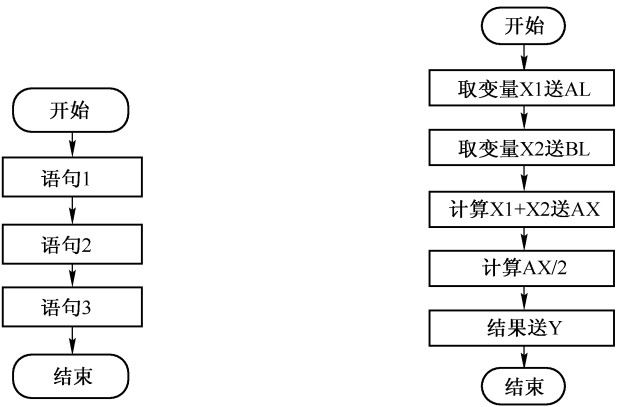 开始
语句1
语句2
语句3
结束
开始
取变量X1送AL
取变量X2送BL
计算X1+X2送AX
计算AX/2
结果送Y
结束